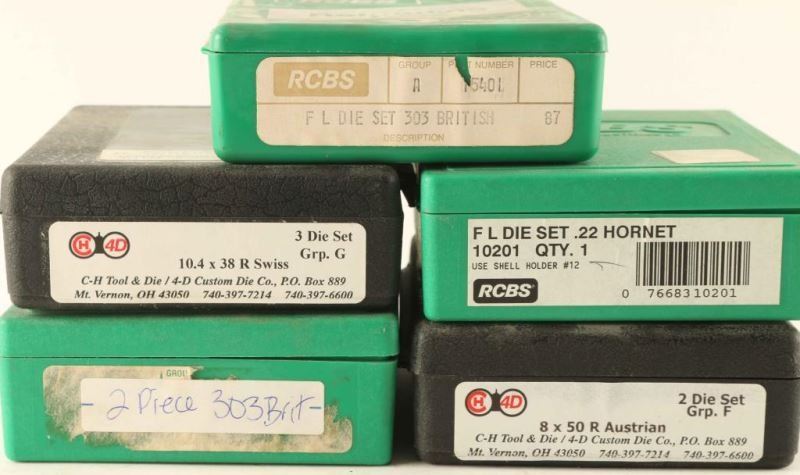 RCBS
GROUP
A
PART NUMBER
15401
PRICE
F L DIE SET 303 BRITISH 87
DESCRIPTION
CH 4D
3 Die Set
Grp. G
10.4 x 38 R Swiss
C-H Tool & Die / 4-D Custom Die Co., P.O. Box 889
Mt. Vernon, OH 43050 740-397-7214 740-397-6600
F L DIE SET .22 HORNET
10201 QTY. 1
USE SHELL HOLDER #12
RCBS
0 7668310201
GROU
- 2 Piece 303 Brit -
CH 4D
2 Die Set
Grp. F
8 x 50 R Austrian
C-H Tool & Die / 4-D Custom Die Co., P.O. Box 889
Mt. Vernon, OH 43050 740-397-7214 740-397-6600